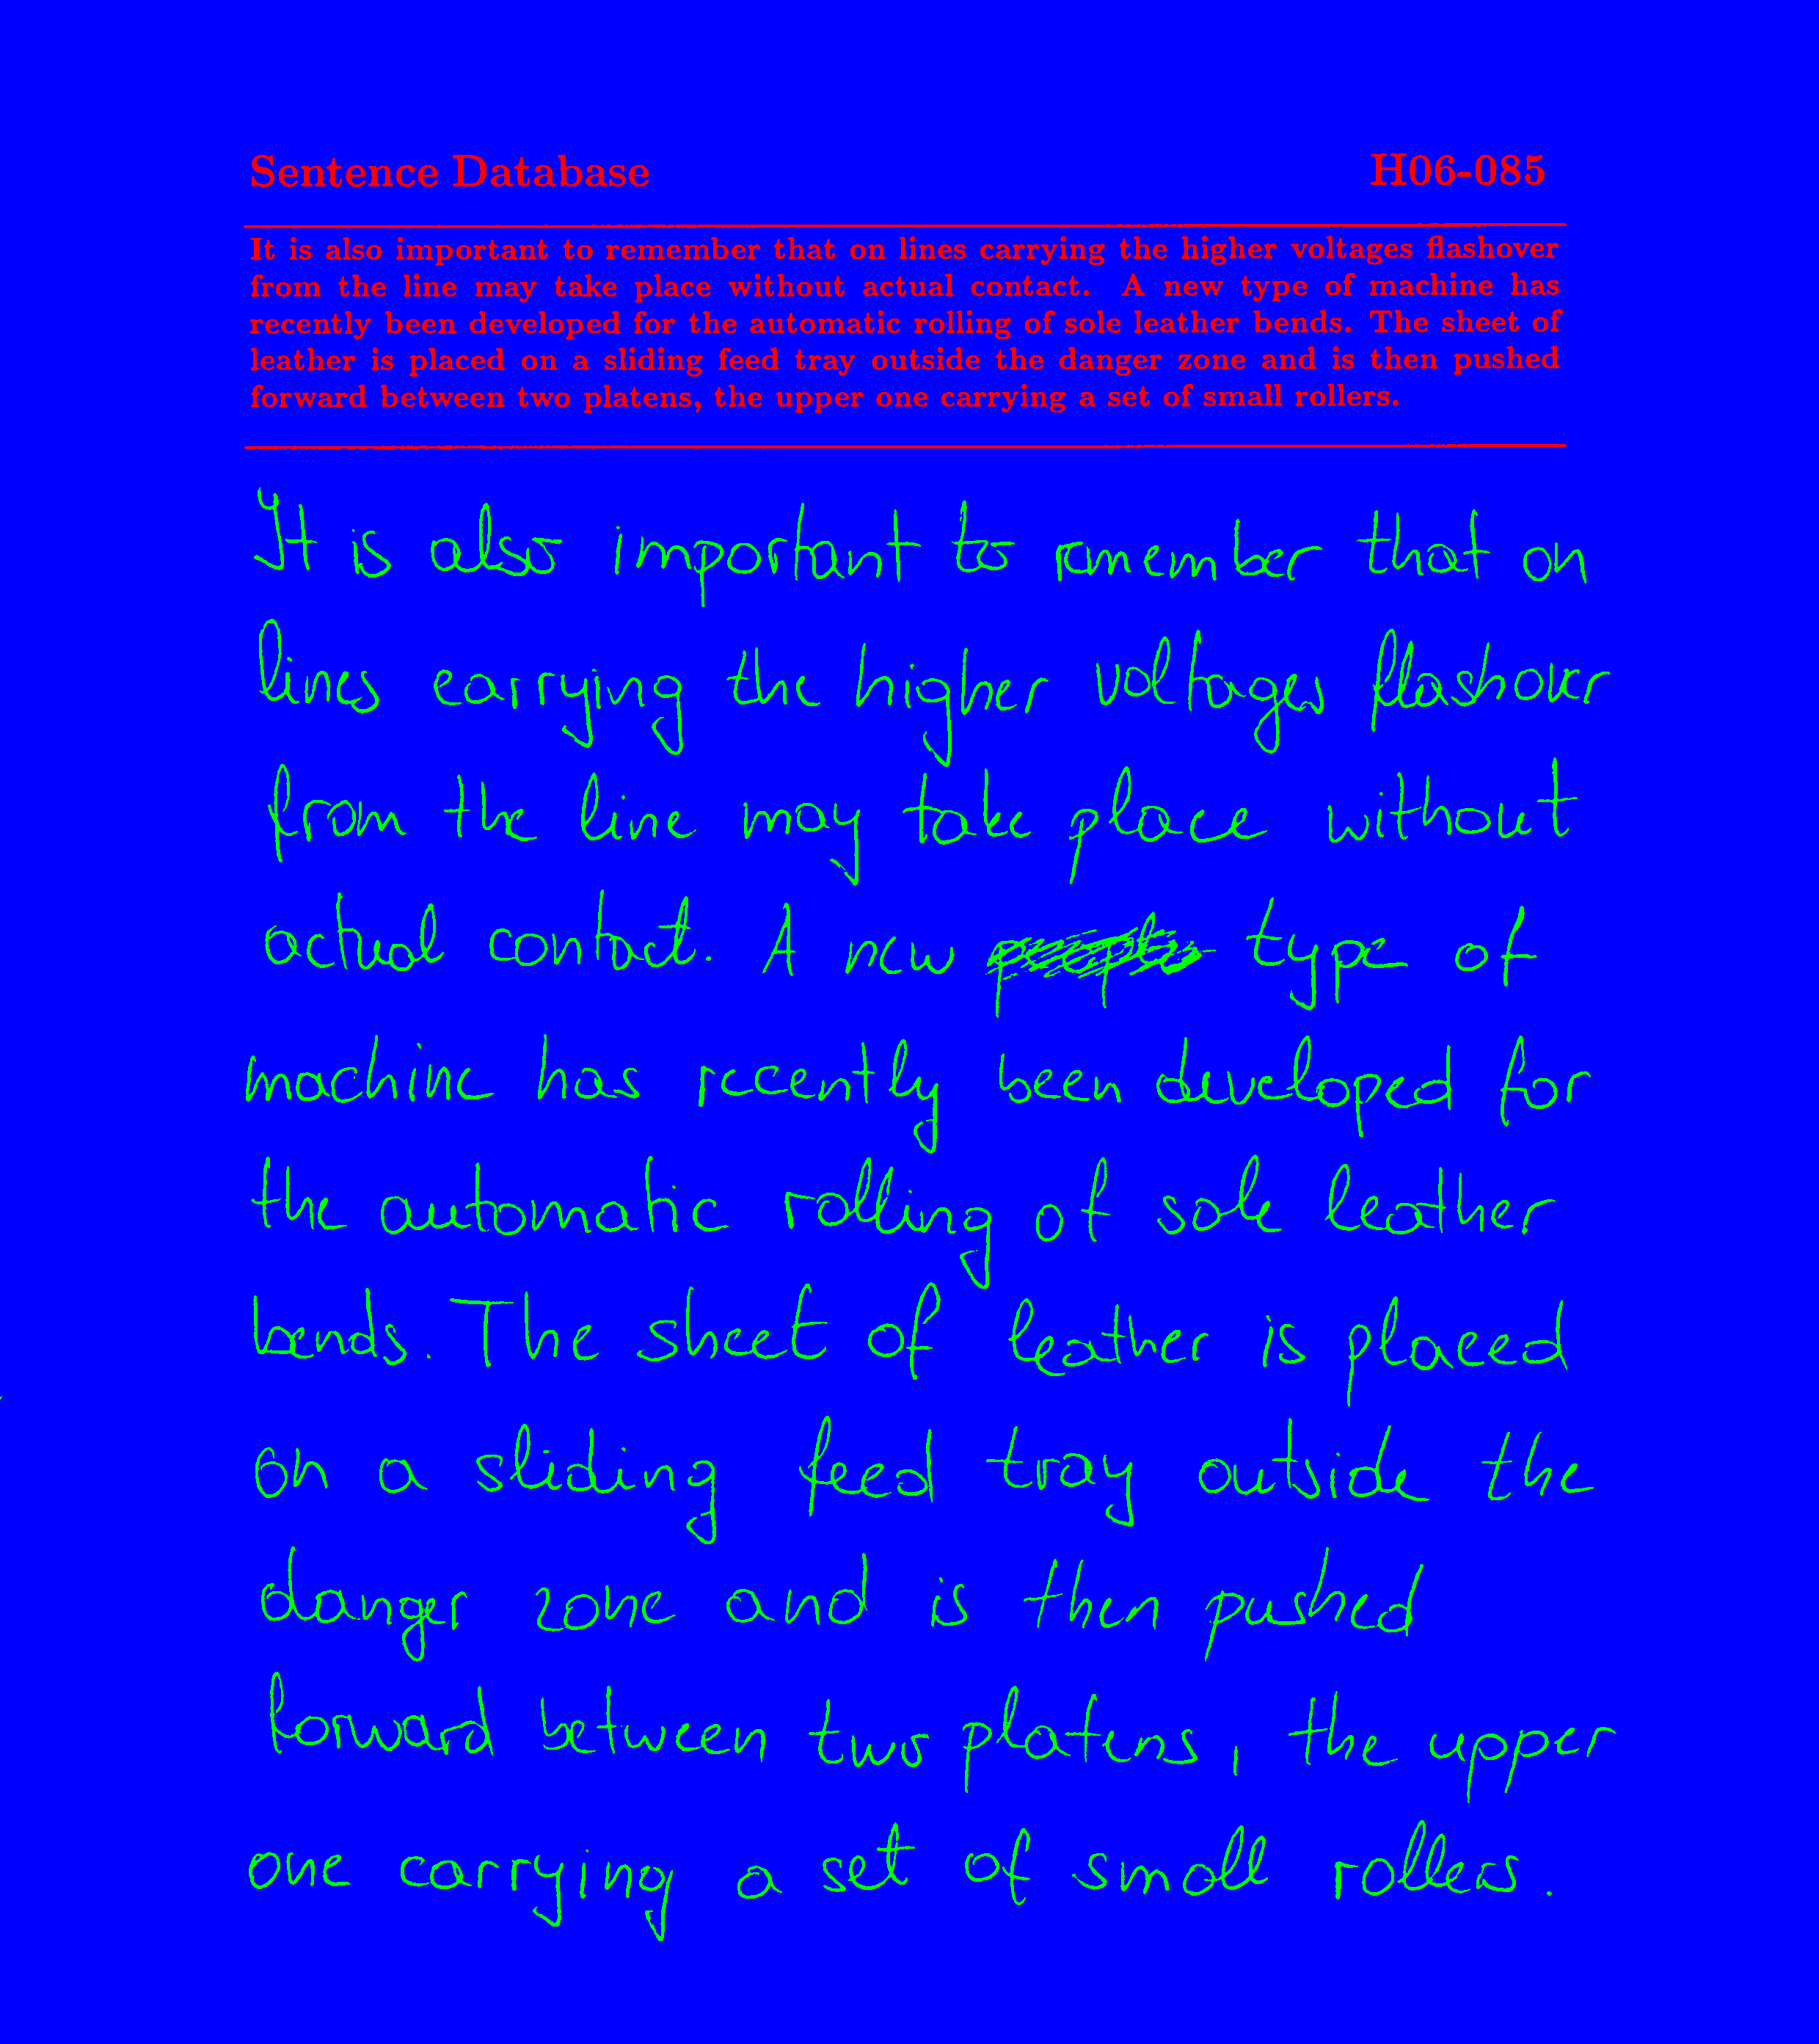 Sentence Database H06-085
It is also important to remember that on lines carrying the higher voltages flashover
from the line may take place without actual contact. A new type of machine has
recently been developed for the automatic rolling of sole leather bends. The sheet of
leather is placed on a sliding feed tray outside the danger zone and is then pushed
forward between two platens, the upper one carrying a set of small rollers.
It is also important to remember that on
lines carrying the higher voltages flashover
from the line may take place without
actual contact. A new type of
machine has recently been developed for
the automatic rolling of sole leather
bends. The sheet of leather is placed
on a sliding feed tray outside the
danger zone and is then pushed
forward between two platens, the upper
one carrying a set of small rollers.